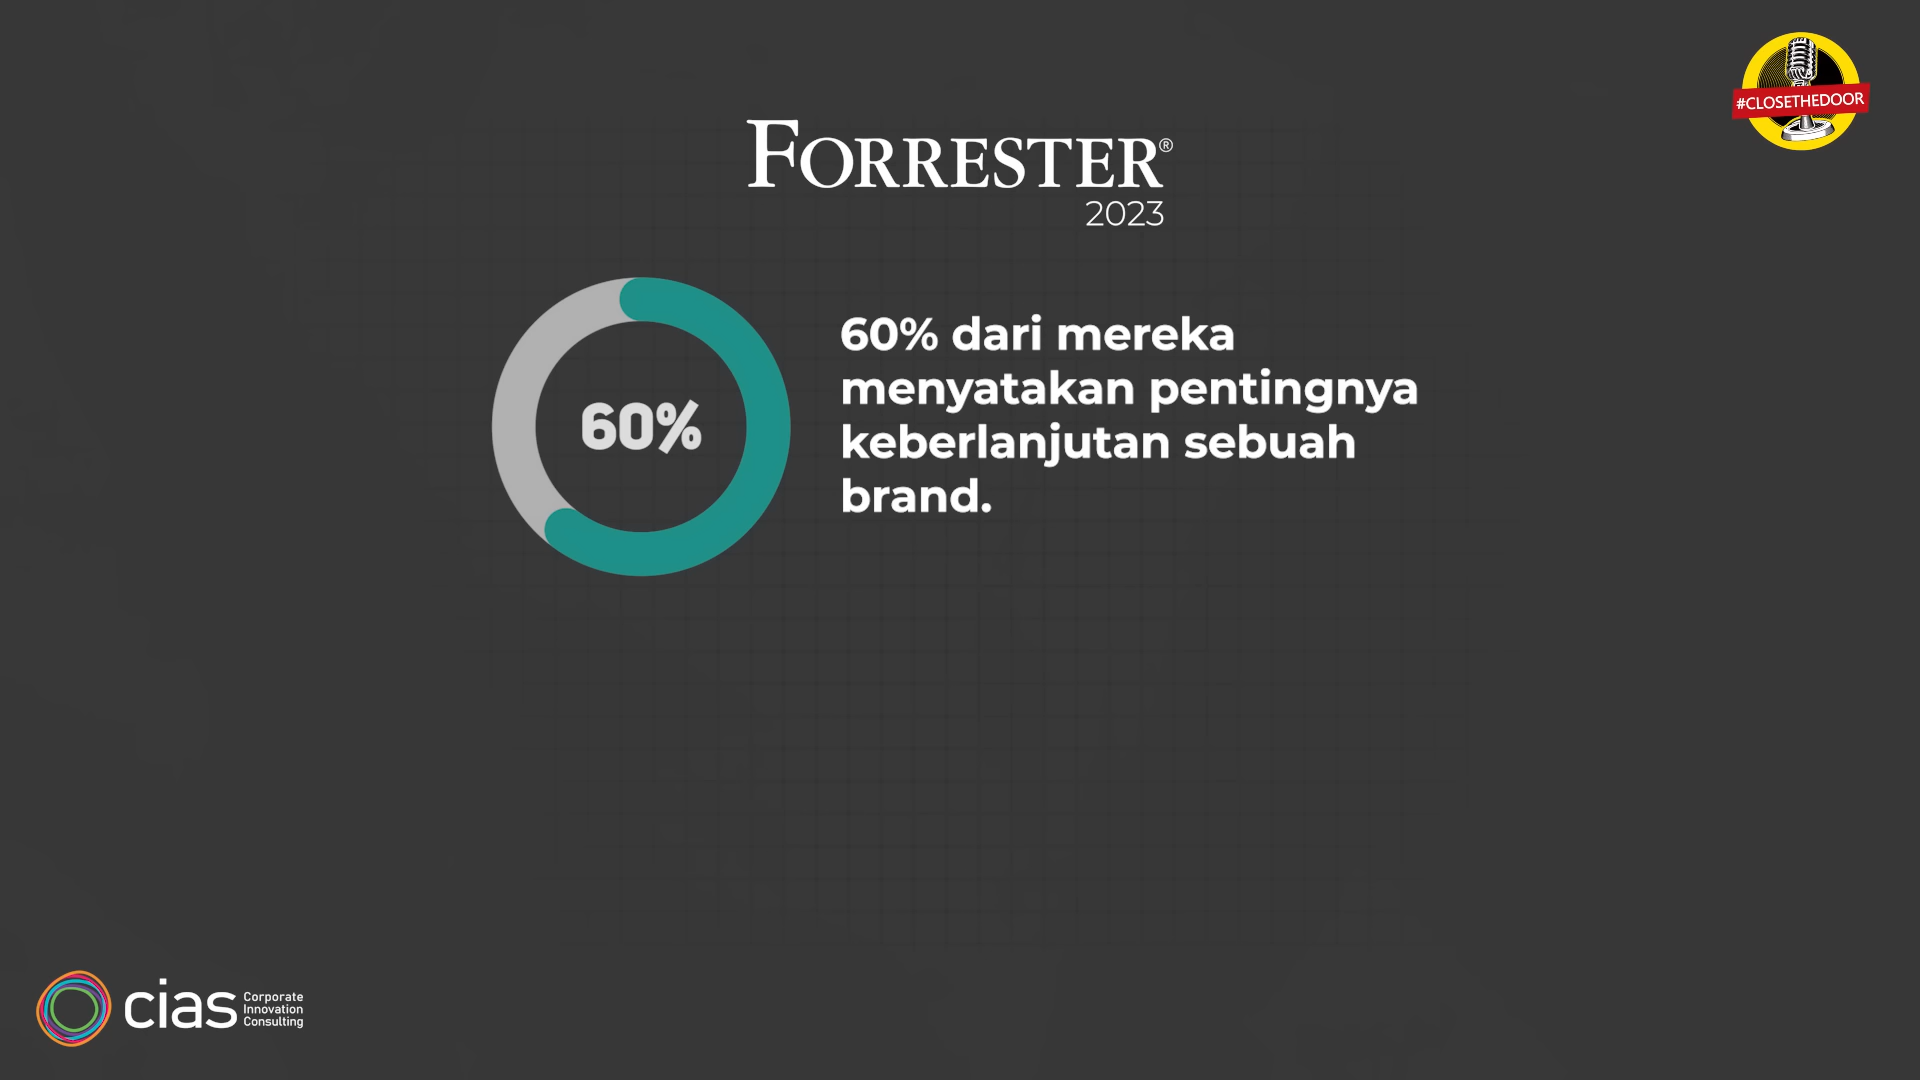 #CLOSETHEDOOR
FORRESTER®
2023
60%
60% dari mereka
menyatakan pentingnya
keberlanjutan sebuah
brand.
cias
Corporate
Innovation
Consulting